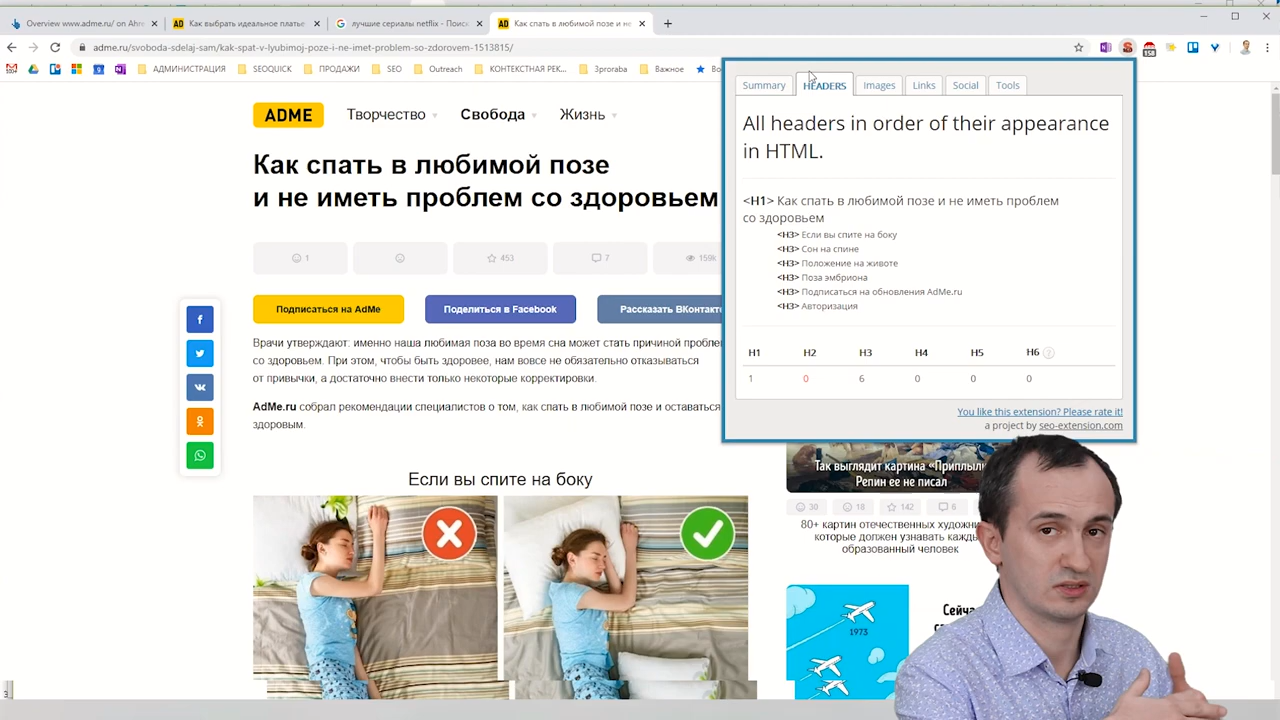 Overview www.adme.ru/ on Ahre
Как выбрать идеальное платье
лучшие сериалы netflix - Поиск
Как спать в любимой позе и не
adme.ru/svoboda-sdelaj-sam/kak-spat-v-lyubimoj-poze-i-ne-imet-problem-so-zdorovem-1513815/
АДМИНИСТРАЦИЯ
SEOQUICK
ПРОДАЖИ
SEO
Outreach
КОНТЕКСТНАЯ РЕК...
3proraba
Важное
ADME
Творчество
Свобода
Жизнь
Как спать в любимой позе
и не иметь проблем со здоровьем
1
453
7
159k
Подписаться на AdMe
Поделиться в Facebook
Рассказать ВКонтакте
Врачи утверждают: именно наша любимая поза во время сна может стать причиной пробле
со здоровьем. При этом, чтобы быть здоровее, нам вовсе не обязательно отказываться
от привычки, а достаточно внести только некоторые корректировки.
AdMe.ru собрал рекомендации специалистов о том, как спать в любимой позе и оставаться
здоровым.
Если вы спите на боку
Summary
HEADERS
Images
Links
Social
Tools
All headers in order of their appearance
in HTML.
<H1> Как спать в любимой позе и не иметь проблем
со здоровьем
<H3> Если вы спите на боку
<H3> Сон на спине
<H3> Положение на животе
<H3> Поза эмбриона
<H3> Подписаться на обновления AdMe.ru
<H3> Авторизация
H1 H2 H3 H4 H5 H6
1 0 6 0 0 0
You like this extension? Please rate it!
a project by seo-extension.com
Так выглядит картина «Приплыли
Репин ее не писал
30
18
142
6
80+ картин отечественных художни
которые должен узнавать кажды
образованный человек
1973
Сейча